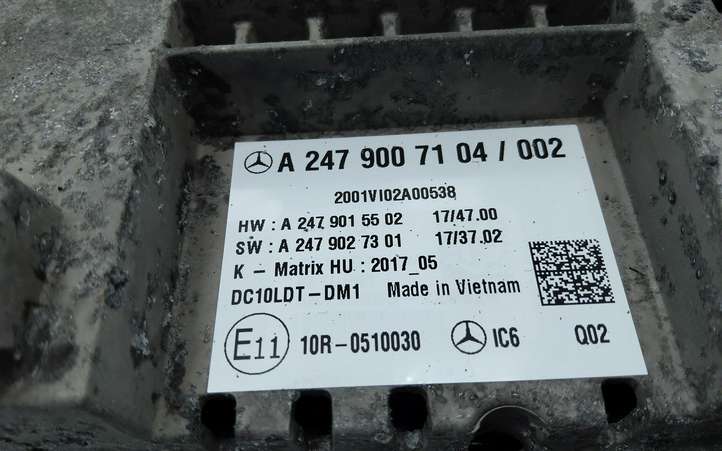 A 247 900 71 04 / 002
2001VI02A00538
HW : A 247 901 55 02 17/47.00
SW : A 247 902 73 01 17/37.02
K - Matrix HU : 2017_05
DC10LDT-DM1 Made in Vietnam
E11 10R-0510030 IC6 Q02